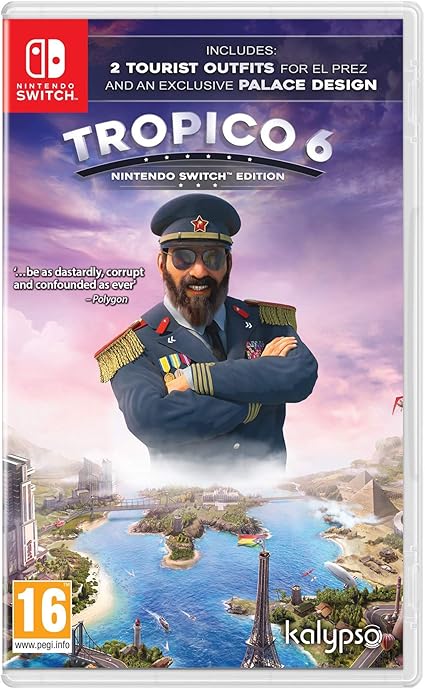 NINTENDO
SWITCH™
INCLUDES:
2 TOURIST OUTFITS FOR EL PREZ
AND AN EXCLUSIVE PALACE DESIGN
TROPICO 6
NINTENDO SWITCH™ EDITION
‘...be as dastardly, corrupt
and confounded as ever’
– Polygon
16
www.pegi.info
kalypso